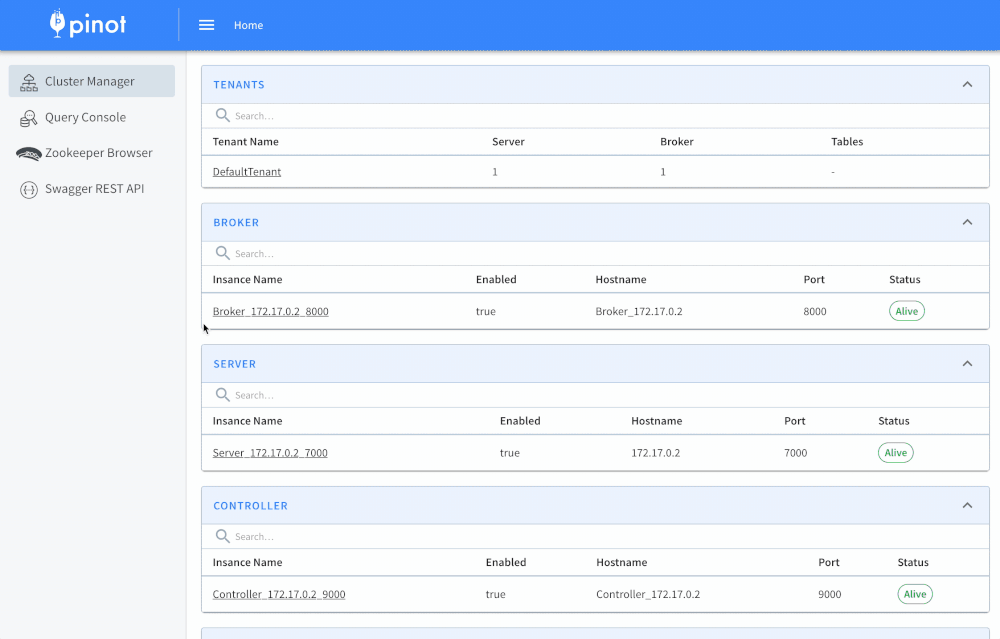 pinot
Home
Cluster Manager
Query Console
Zookeeper Browser
Swagger REST API
TENANTS
Search...
Tenant Name Server Broker Tables
DefaultTenant 1 1 -
BROKER
Search...
Insance Name Enabled Hostname Port Status
Broker_172.17.0.2_8000 true Broker_172.17.0.2 8000 Alive
SERVER
Search...
Insance Name Enabled Hostname Port Status
Server_172.17.0.2_7000 true 172.17.0.2 7000 Alive
CONTROLLER
Search...
Insance Name Enabled Hostname Port Status
Controller_172.17.0.2_9000 true Controller_172.17.0.2 9000 Alive